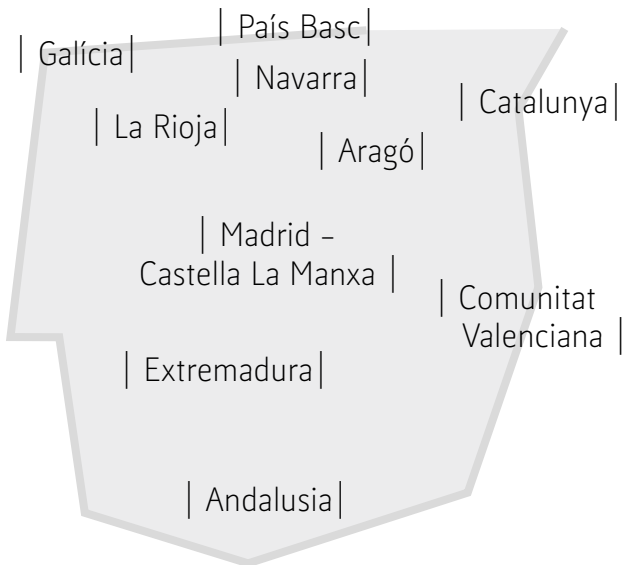 | País Basc|
| Galícia|
| Navarra|
| Catalunya|
| La Rioja|
| Aragó|
| Madrid –
Castella La Manxa |
| Comunitat
Valenciana |
| Extremadura|
| Andalusia|